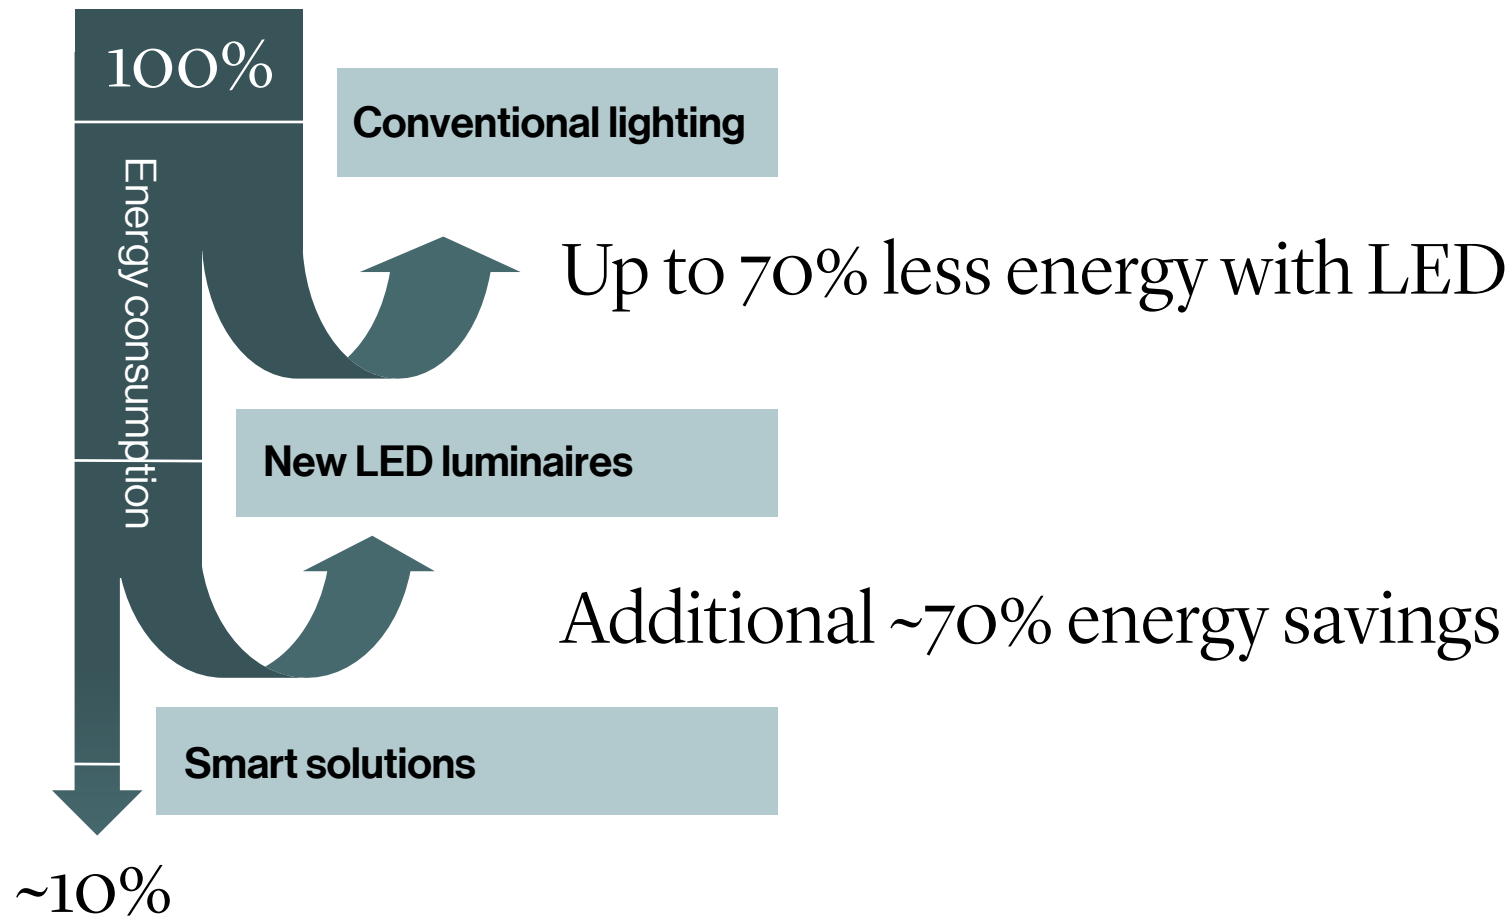 100%
Conventional lighting
Energy consumption
Up to 70% less energy with LED
New LED luminaires
Additional ~70% energy savings
Smart solutions
~10%